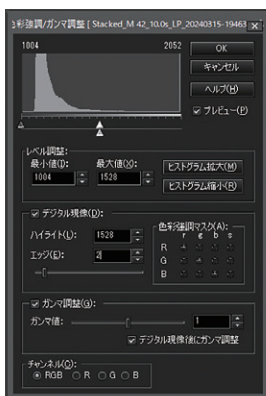 彩強調/ガンマ調整 [ Stacked_M 42_10.0s_LP_20240315-19463
1004 2052
OK
キャンセル
ヘルプ(H)
プレビュー(P)
レベル調整:
最小値(I): 最大値(X):
1004 1528
ヒストグラム拡大(M)
ヒストグラム縮小(R)
デジタル現像(D):
ハイライト(L): 1528
エッジ(E): 2
色彩強調マスク(A):
r g b s
R
G
B
ガンマ調整(G):
ガンマ値: 1
デジタル現像後にガンマ調整
チャンネル(C):
RGB R G B